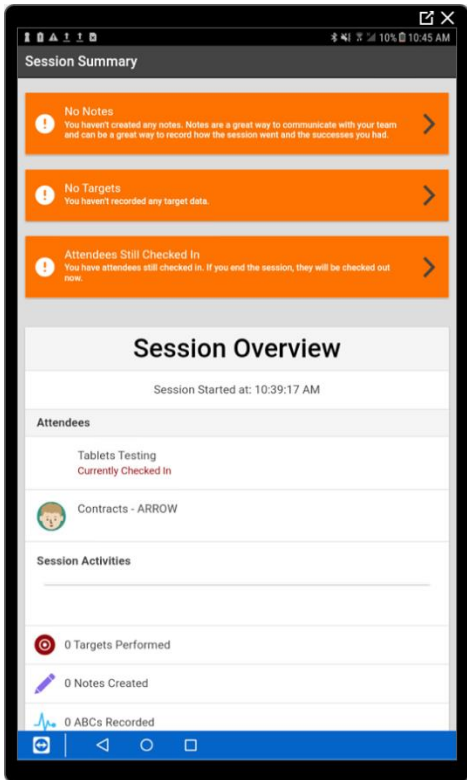 10% 10:45 AM
Session Summary
No Notes
You haven't created any notes. Notes are a great way to communicate with your team
and can be a great way to record how the session went and the successes you had.
No Targets
You haven't recorded any target data.
Attendees Still Checked In
You have attendees still checked in. If you end the session, they will be checked out
now.
Session Overview
Session Started at: 10:39:17 AM
Attendees
Tablets Testing
Currently Checked In
Contracts - ARROW
Session Activities
0 Targets Performed
0 Notes Created
0 ABCs Recorded